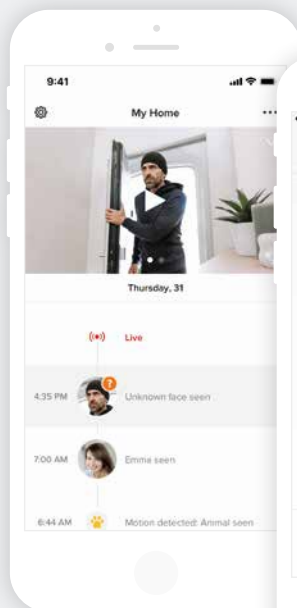 9:41
My Home
Thursday, 31
Live
4:35 PM ? Unknown face seen
7:00 AM Emma seen
6:44 AM Motion detected: Animal seen